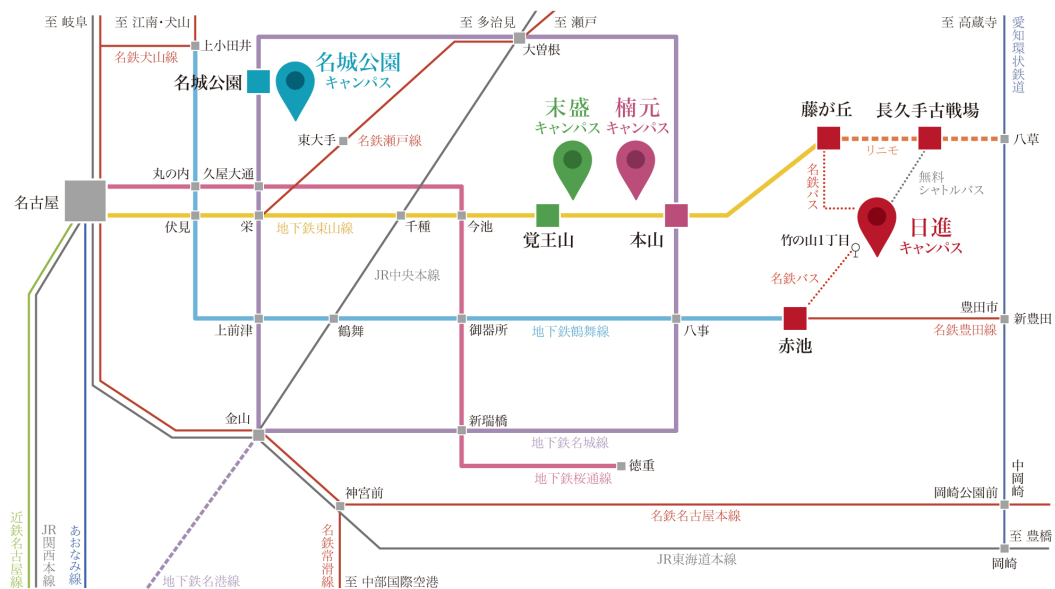 至 岐阜
至 江南・犬山
至 多治見
至 瀬戸
至 高蔵寺
愛知環状鉄道
上小田井
名鉄犬山線
大曽根
名城公園
名城公園
キャンパス
東大手
名鉄瀬戸線
末盛
キャンパス
楠元
キャンパス
藤が丘
長久手古戦場
リニモ
八草
丸の内
久屋大通
名古屋
名鉄バス
無料
シャトルバス
伏見
栄
地下鉄東山線
千種
今池
覚王山
本山
日進
キャンパス
竹の山1丁目
名鉄バス
JR中央本線
上前津
鶴舞
御器所
地下鉄鶴舞線
八事
赤池
豊田市
新豊田
名鉄豊田線
金山
新瑞橋
地下鉄名城線
徳重
地下鉄桜通線
神宮前
中岡崎
岡崎公園前
名鉄名古屋本線
近鉄名古屋線
JR関西本線
あおなみ線
地下鉄名港線
名鉄常滑線
至 中部国際空港
JR東海道本線
至 豊橋
岡崎